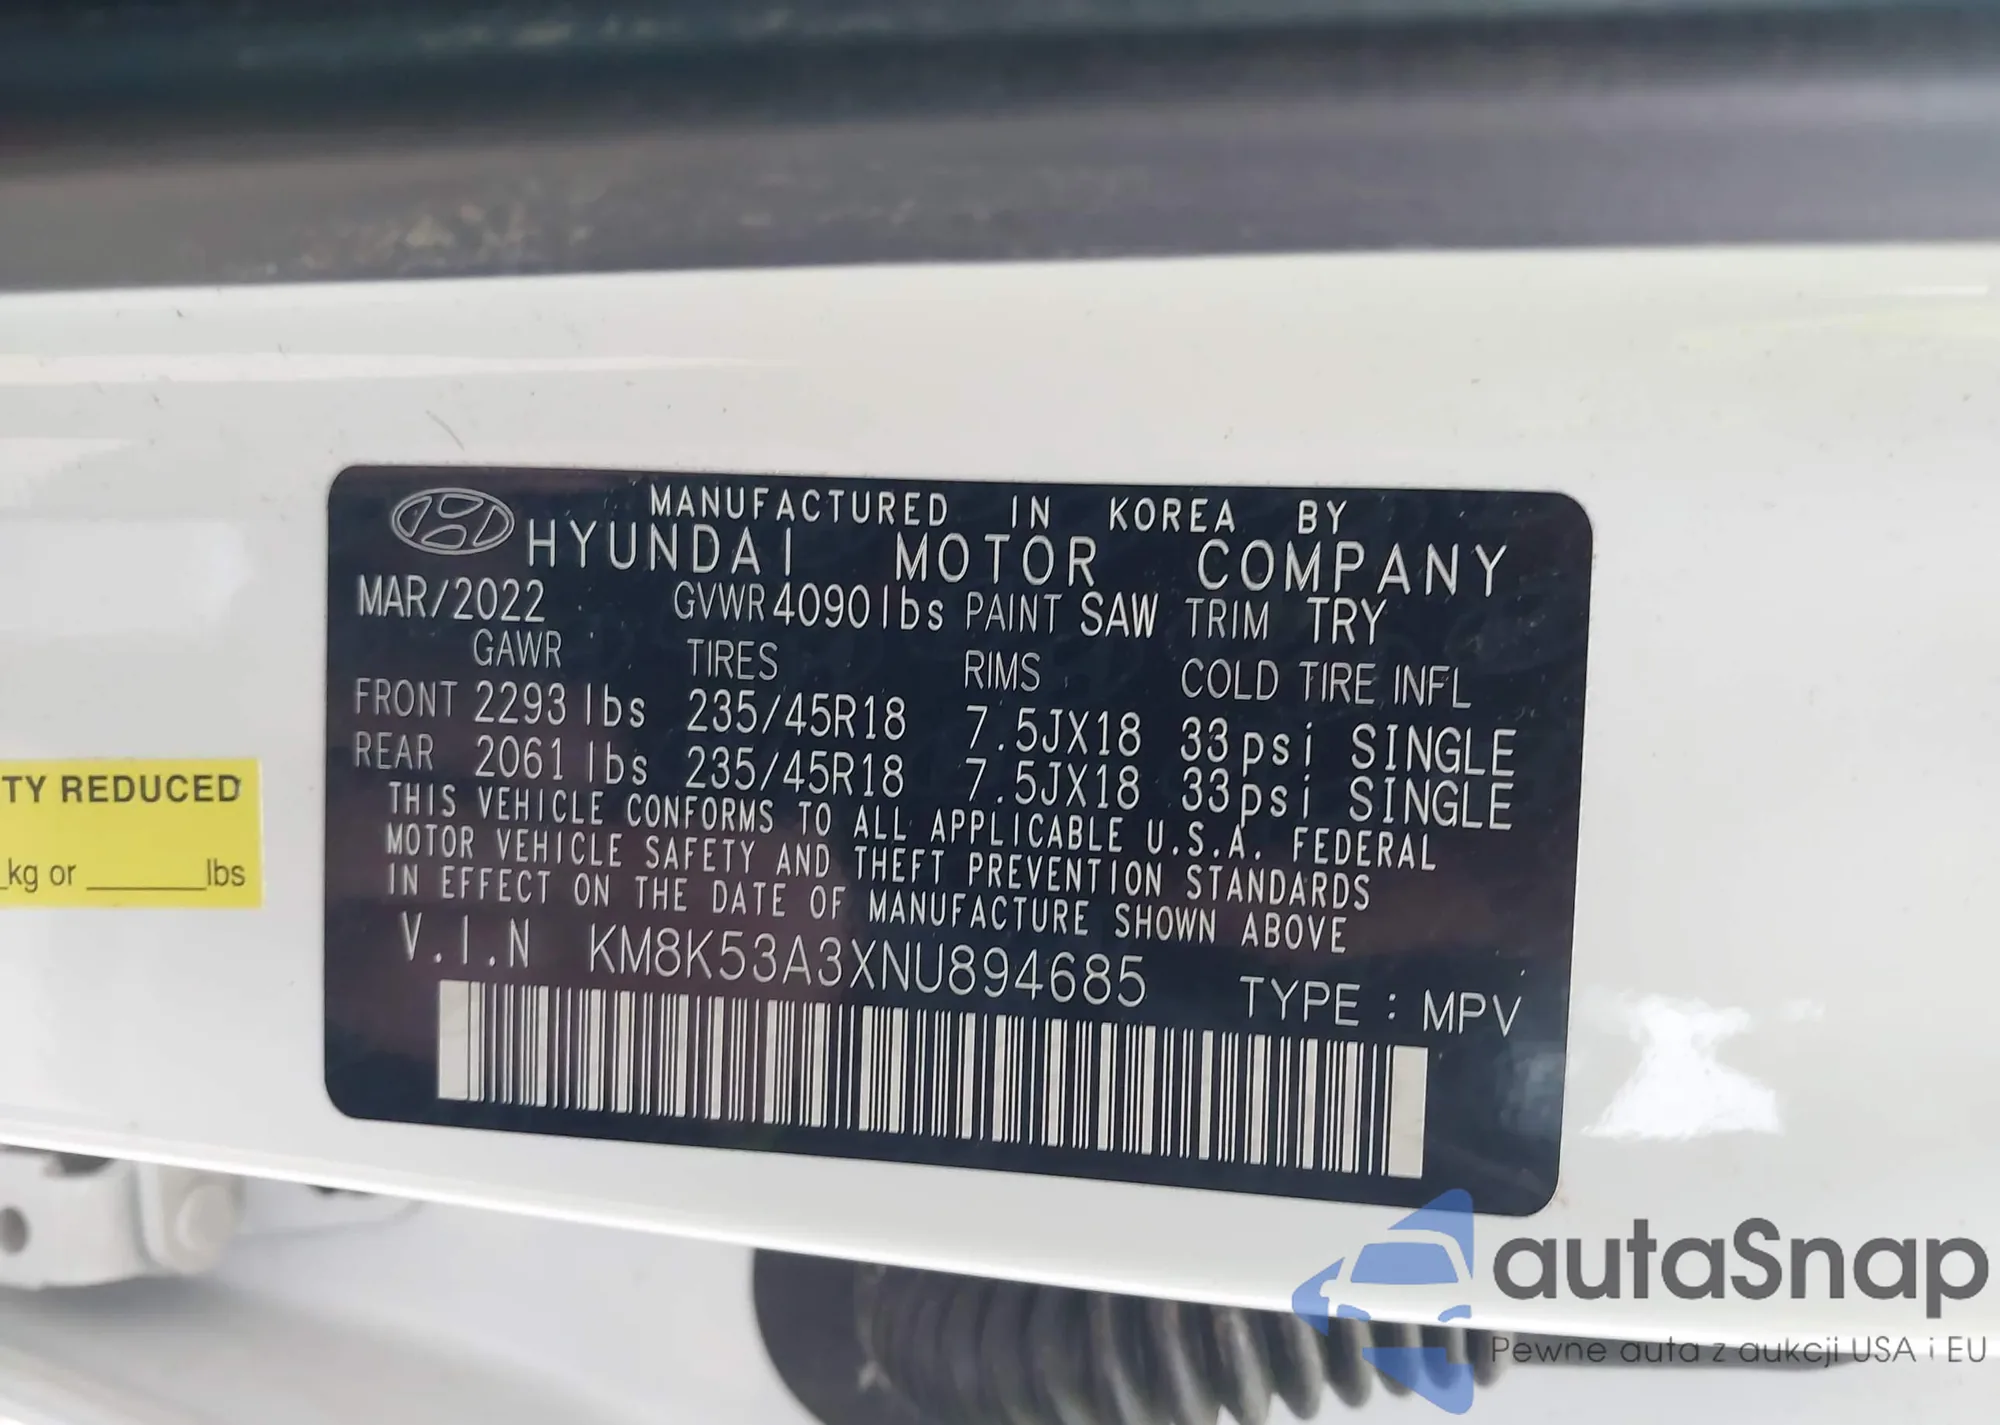 MANUFACTURED IN KOREA BY
HYUNDAI MOTOR COMPANY
MAR/2022 GVWR 4090lbs PAINT SAW TRIM TRY
GAWR TIRES RIMS COLD TIRE INFL
FRONT 2293 lbs 235/45R18 7.5JX18 33psi SINGLE
REAR 2061 lbs 235/45R18 7.5JX18 33psi SINGLE
THIS VEHICLE CONFORMS TO ALL APPLICABLE U.S.A. FEDERAL
MOTOR VEHICLE SAFETY AND THEFT PREVENTION STANDARDS
IN EFFECT ON THE DATE OF MANUFACTURE SHOWN ABOVE
V.I.N KM8K53A3XNU894685
TYPE : MPV
TY REDUCED
kg or ______lbs
autaSnap
Pewne auta z aukcji USA i EU